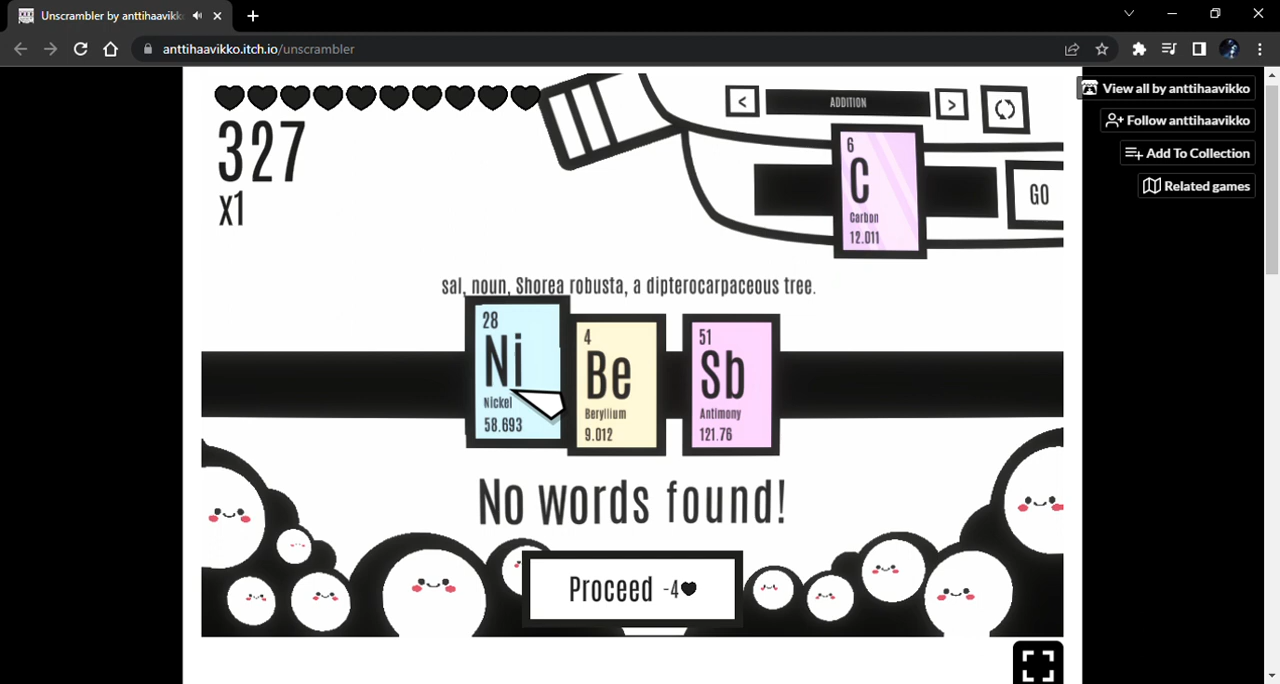 Unscrambler by anttihaavikk
anttihaavikko.itch.io/unscrambler
View all by anttihaavikko
Follow anttihaavikko
Add To Collection
Related games
327
x1
<
ADDITION
>
6
C
Carbon
12.011
GO
sal, noun, Shorea robusta, a dipterocarpaceous tree.
28
Ni
Nickel
58.693
4
Be
Beryllium
9.012
51
Sb
Antimony
121.76
No words found!
Proceed -4